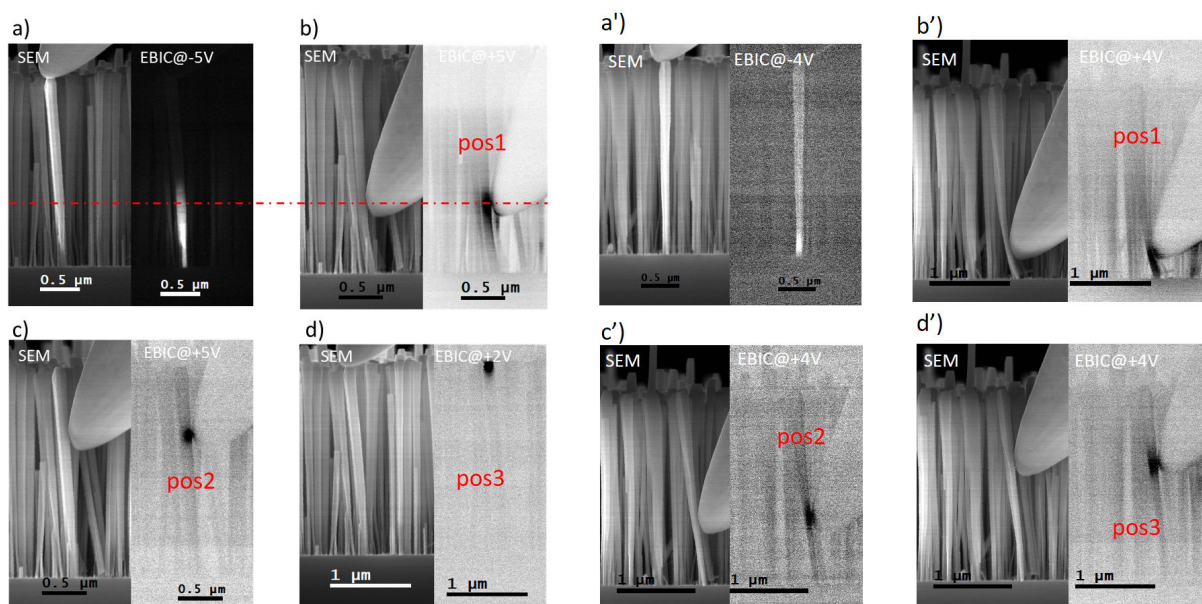 a)
SEM
EBIC@-5V
0.5 µm
0.5 µm
b)
SEM
EBIC@+5V
pos1
0.5 µm
0.5 µm
a')
SEM
EBIC@-4V
0.5 µm
0.5 µm
b')
SEM
EBIC@+4V
pos1
1 µm
1 µm
c)
SEM
EBIC@+5V
pos2
0.5 µm
0.5 µm
d)
SEM
EBIC@+2V
pos3
1 µm
1 µm
c')
SEM
EBIC@+4V
pos2
1 µm
1 µm
d')
SEM
EBIC@+4V
pos3
1 µm
1 µm